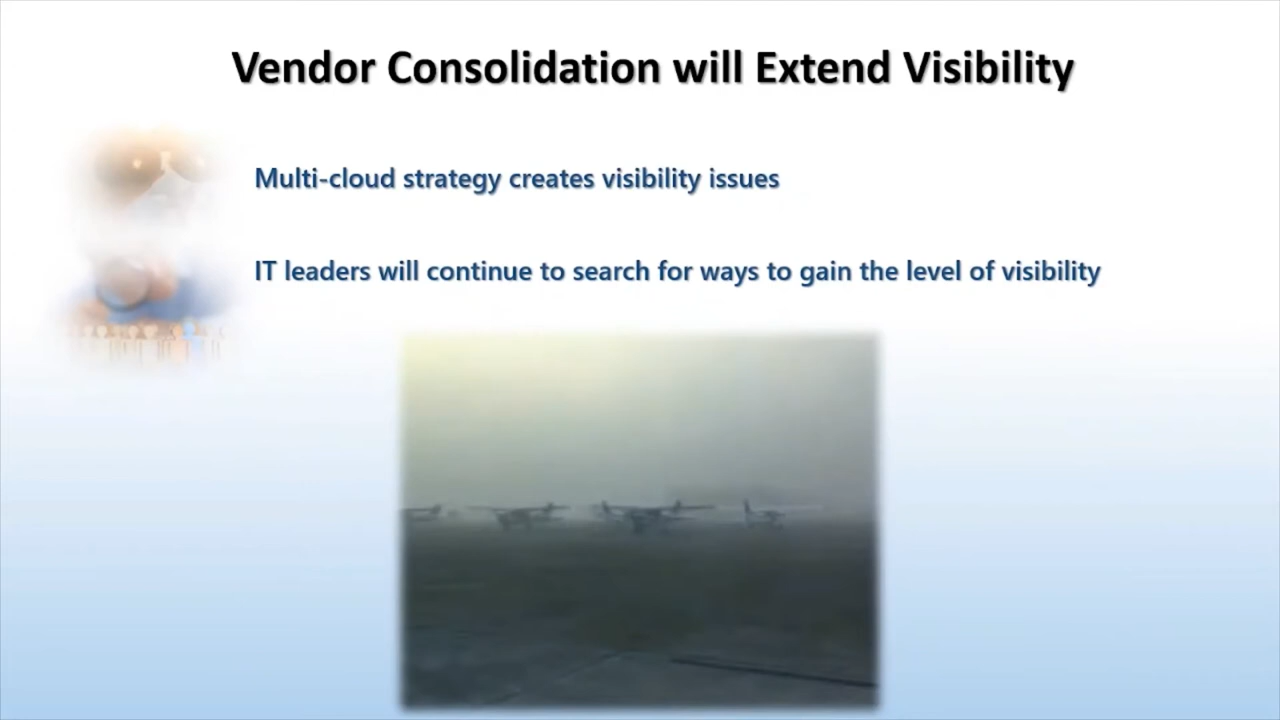 Vendor Consolidation will Extend Visibility
Multi-cloud strategy creates visibility issues
IT leaders will continue to search for ways to gain the level of visibility